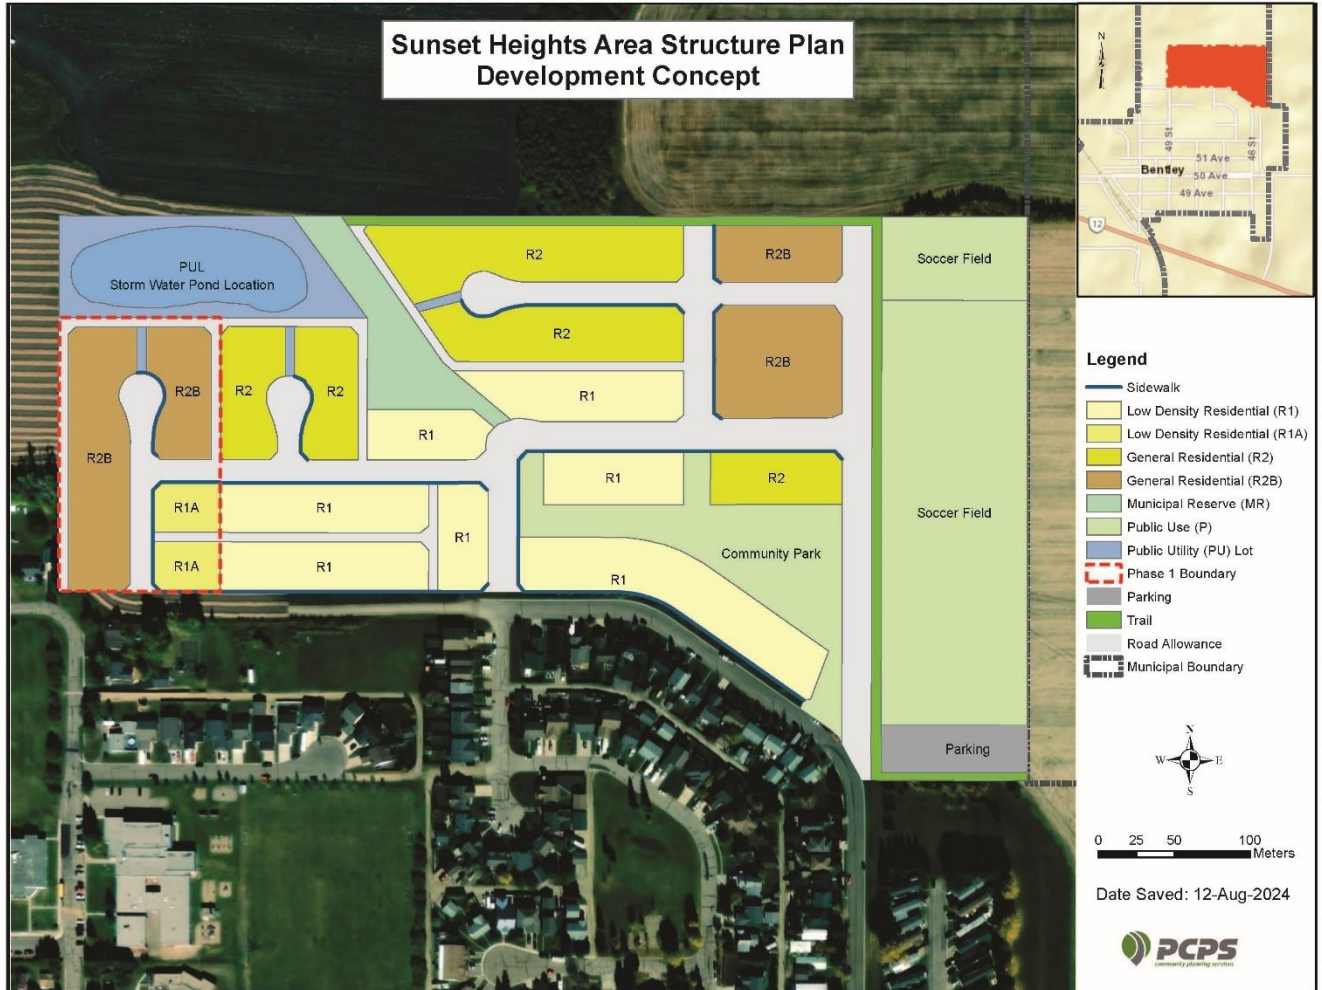 Sunset Heights Area Structure Plan
Development Concept
N
49 St
46 St
51 Ave
Bentley
50 Ave
49 Ave
12
PUL
Storm Water Pond Location
R2
R2B
Soccer Field
R2
R2B
R2B
R2
R2
R1
R1
R2B
R1
R2
R1A
R1
R1
Soccer Field
Community Park
R1A
R1
R1
Parking
Legend
Sidewalk
Low Density Residential (R1)
Low Density Residential (R1A)
General Residential (R2)
General Residential (R2B)
Municipal Reserve (MR)
Public Use (P)
Public Utility (PU) Lot
Phase 1 Boundary
Parking
Trail
Road Allowance
Municipal Boundary
N
W
E
S
0 25 50 100
Meters
Date Saved: 12-Aug-2024
PCPS
community planning services